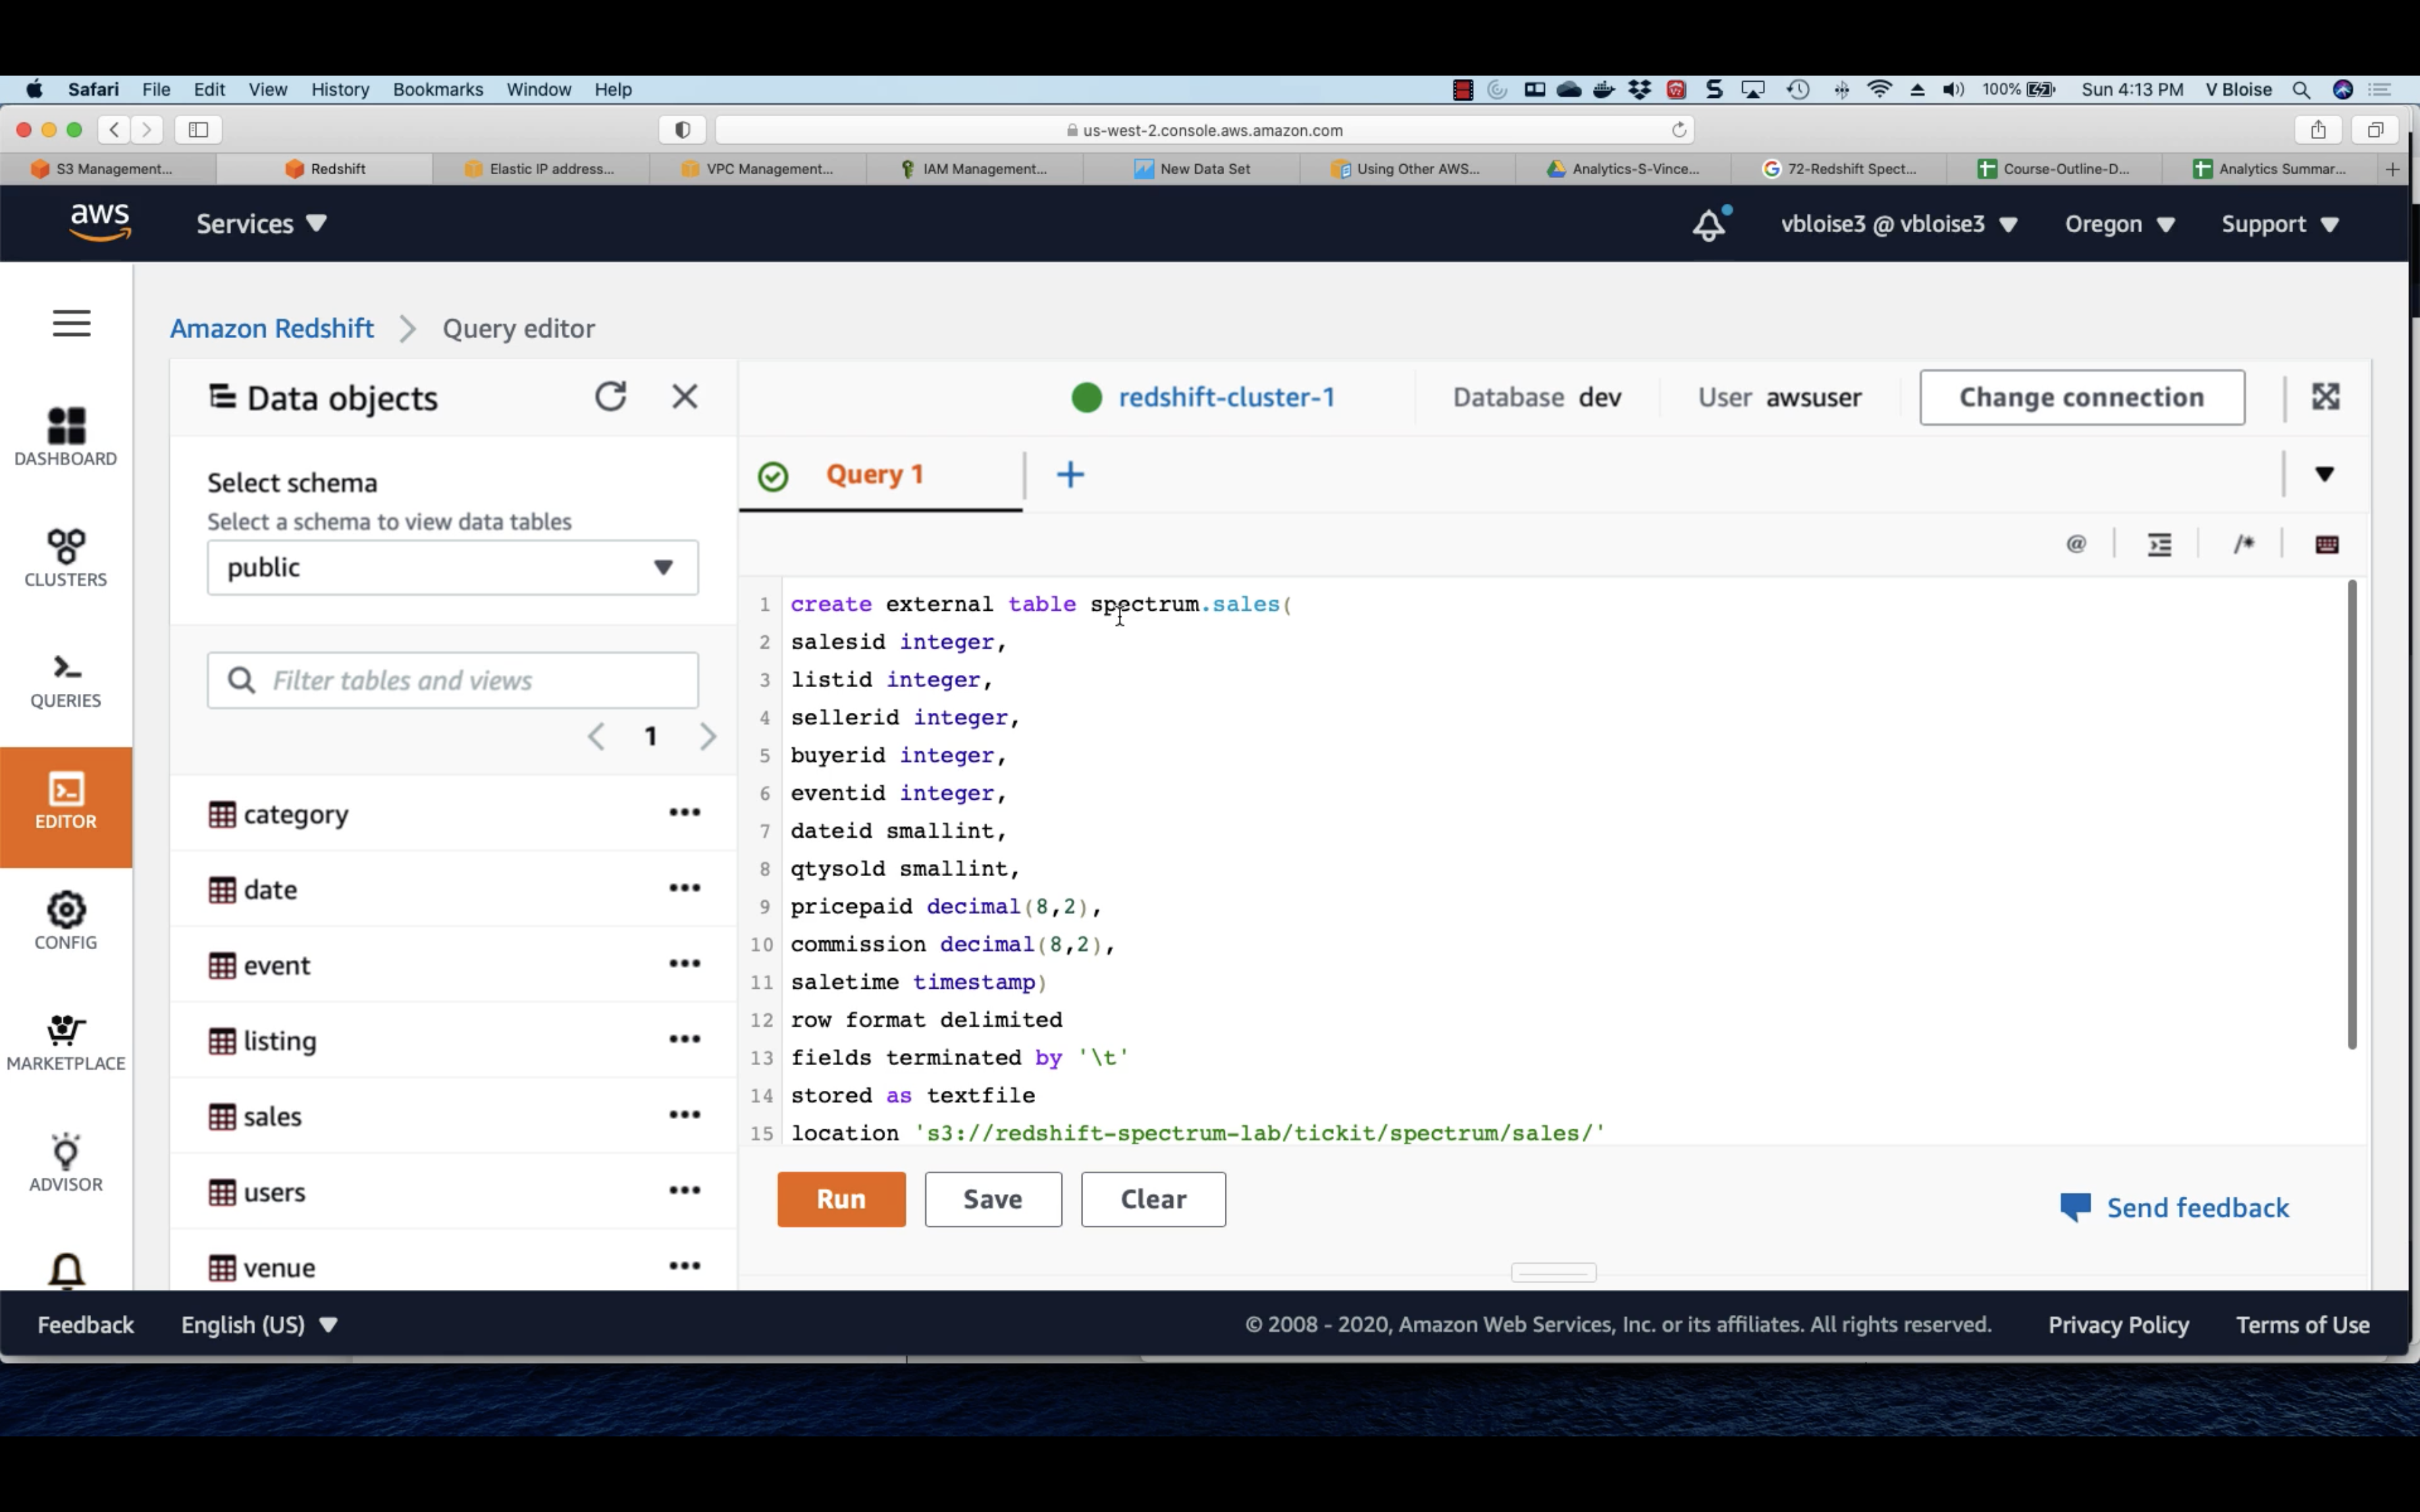 Safari File Edit View History Bookmarks Window Help 100% Sun 4:13 PM V Bloise
us-west-2.console.aws.amazon.com
S3 Management... Redshift Elastic IP address... VPC Management... IAM Management... New Data Set Using Other AWS... Analytics-S-Vince... 72-Redshift Spect... Course-Outline-D... Analytics Summar...
aws Services vbloise3 @ vbloise3 Oregon Support
Amazon Redshift > Query editor
DASHBOARD
CLUSTERS
QUERIES
EDITOR
CONFIG
MARKETPLACE
ADVISOR
Data objects
Select schema
Select a schema to view data tables
public
Filter tables and views
1
category
date
event
listing
sales
users
venue
redshift-cluster-1 Database dev User awsuser Change connection
Query 1 +
@ /*
1 create external table spectrum.sales(
2 salesid integer,
3 listid integer,
4 sellerid integer,
5 buyerid integer,
6 eventid integer,
7 dateid smallint,
8 qtysold smallint,
9 pricepaid decimal(8,2),
10 commission decimal(8,2),
11 saletime timestamp)
12 row format delimited
13 fields terminated by '\t'
14 stored as textfile
15 location 's3://redshift-spectrum-lab/tickit/spectrum/sales/'
Run Save Clear Send feedback
Feedback English (US) © 2008 - 2020, Amazon Web Services, Inc. or its affiliates. All rights reserved. Privacy Policy Terms of Use